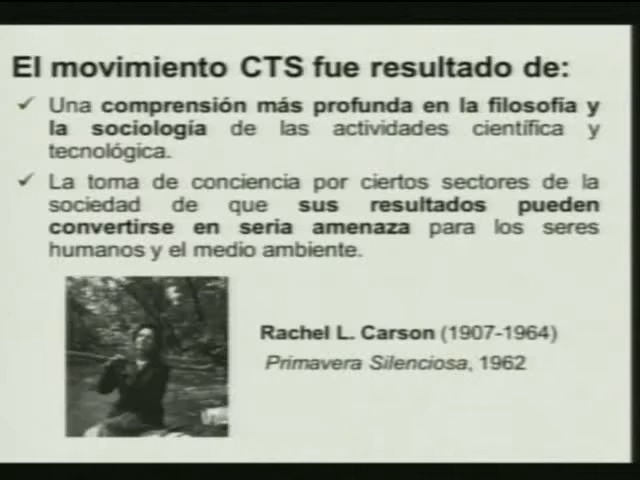 El movimiento CTS fue resultado de:
✓ Una comprensión más profunda en la filosofía y
la sociología de las actividades científica y
tecnológica.
✓ La toma de conciencia por ciertos sectores de la
sociedad de que sus resultados pueden
convertirse en seria amenaza para los seres
humanos y el medio ambiente.
Rachel L. Carson (1907-1964)
Primavera Silenciosa, 1962